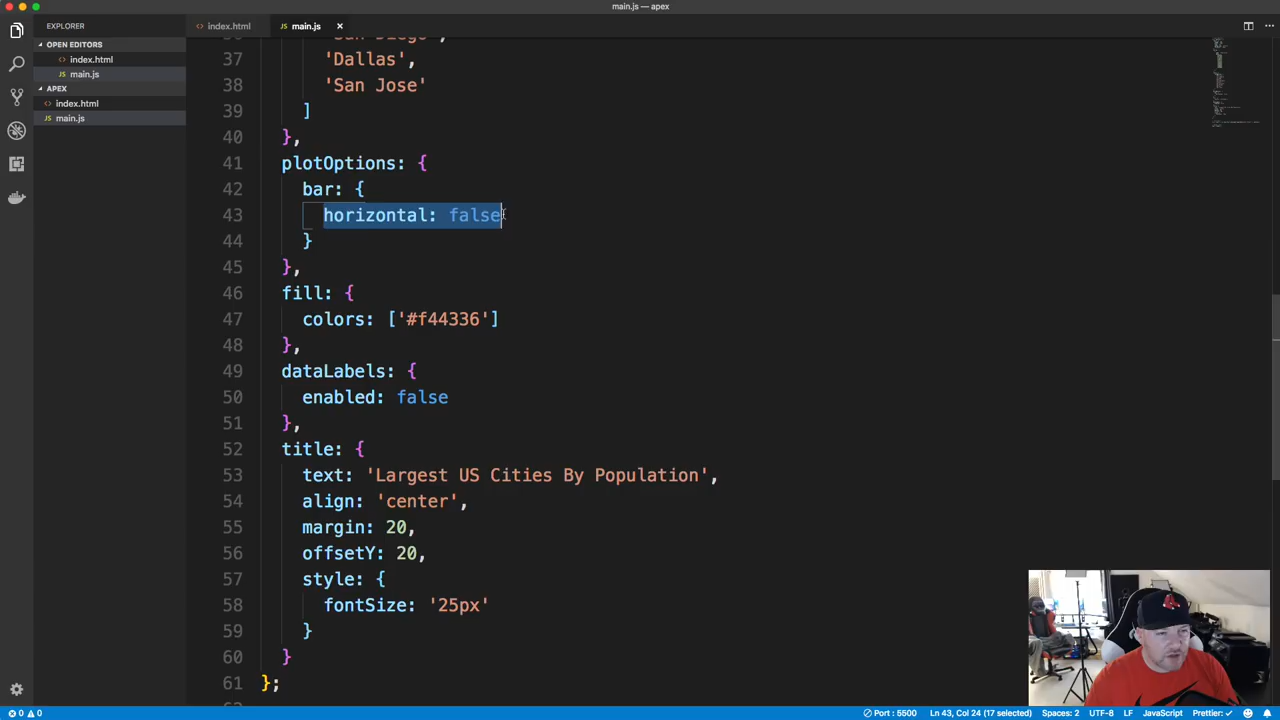 main.js — apex
EXPLORER
index.html
main.js ×
OPEN EDITORS
index.html
main.js
APEX
index.html
main.js
37 'Dallas',
38 'San Jose'
39 ]
40 },
41 plotOptions: {
42 bar: {
43 horizontal: false
44 }
45 },
46 fill: {
47 colors: ['#f44336']
48 },
49 dataLabels: {
50 enabled: false
51 },
52 title: {
53 text: 'Largest US Cities By Population',
54 align: 'center',
55 margin: 20,
56 offsetY: 20,
57 style: {
58 fontSize: '25px'
59 }
60 }
61 };
0 0 Port : 5500 Ln 43, Col 24 (17 selected) Spaces: 2 UTF-8 LF JavaScript Prettier: ✓